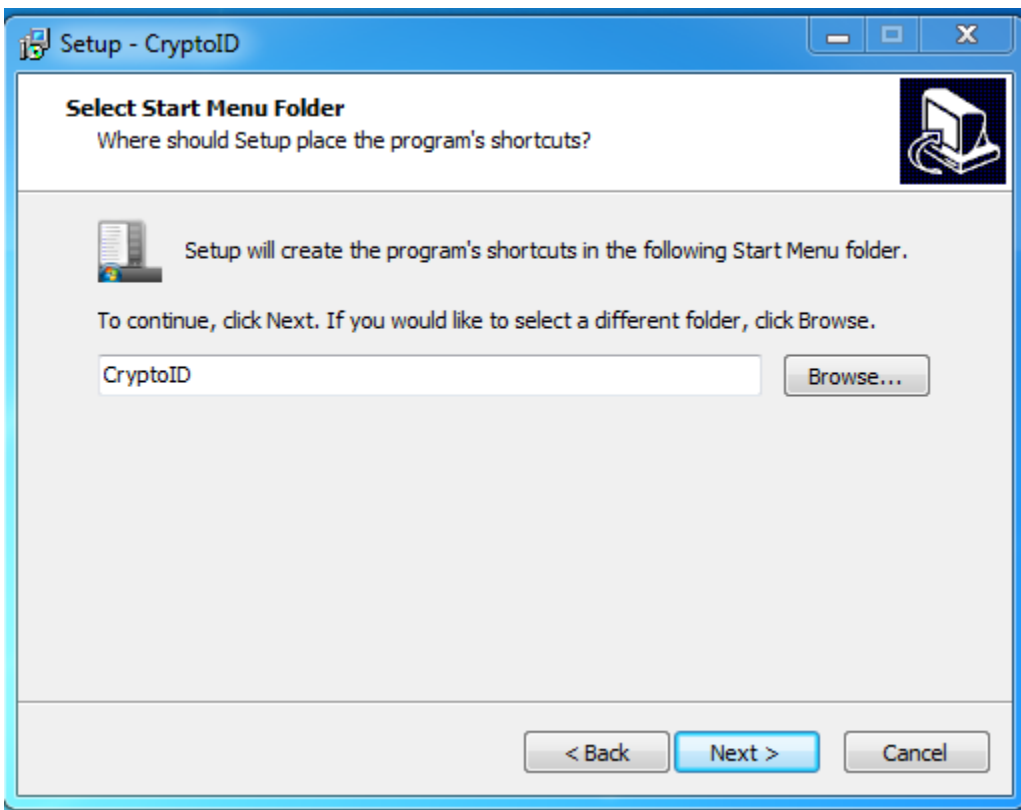 Setup - CryptoID
Select Start Menu Folder
Where should Setup place the program's shortcuts?
Setup will create the program's shortcuts in the following Start Menu folder.
To continue, click Next. If you would like to select a different folder, click Browse.
CryptoID
Browse...
< Back
Next >
Cancel